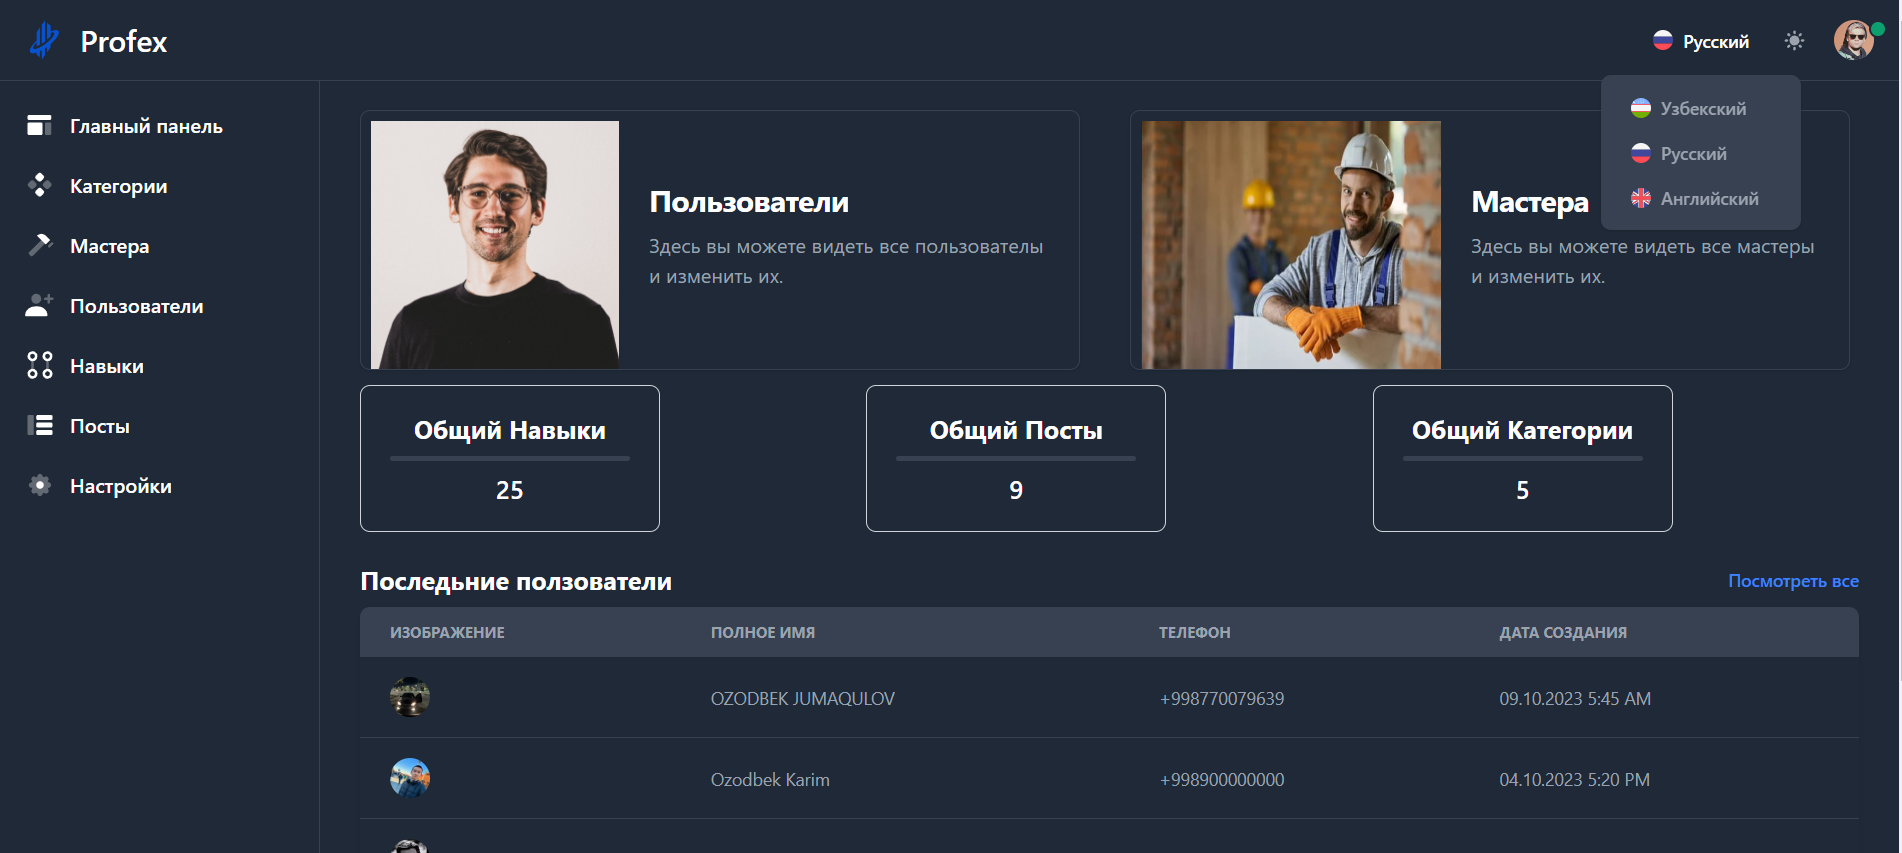 Profex
Русский
Узбекский
Русский
Английский
Главный панель
Категории
Мастера
Пользователи
Навыки
Посты
Настройки
Пользователи
Здесь вы можете видеть все пользователы
и изменить их.
Мастера
Здесь вы можете видеть все мастеры
и изменить их.
Общий Навыки
25
Общий Посты
9
Общий Категории
5
Последьние ползователи
Посмотреть все
ИЗОБРАЖЕНИЕ ПОЛНОЕ ИМЯ ТЕЛЕФОН ДАТА СОЗДАНИЯ
OZODBEK JUMAQULOV +998770079639 09.10.2023 5:45 AM
Ozodbek Karim +998900000000 04.10.2023 5:20 PM